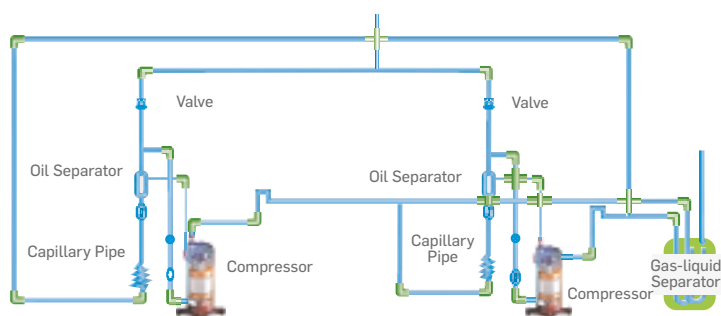 Valve
Valve
Oil Separator
Oil Separator
Capillary Pipe
Capillary
Pipe
Compressor
Compressor
Gas-liquid
Separator